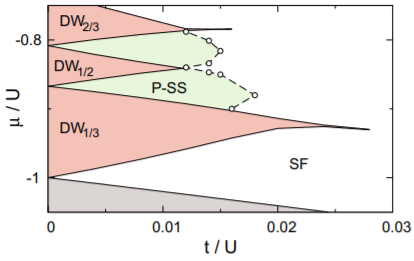 DW2/3
-0.8
DW1/2
P-SS
μ / U
DW1/3
SF
-1
0
0.01
0.02
0.03
t / U